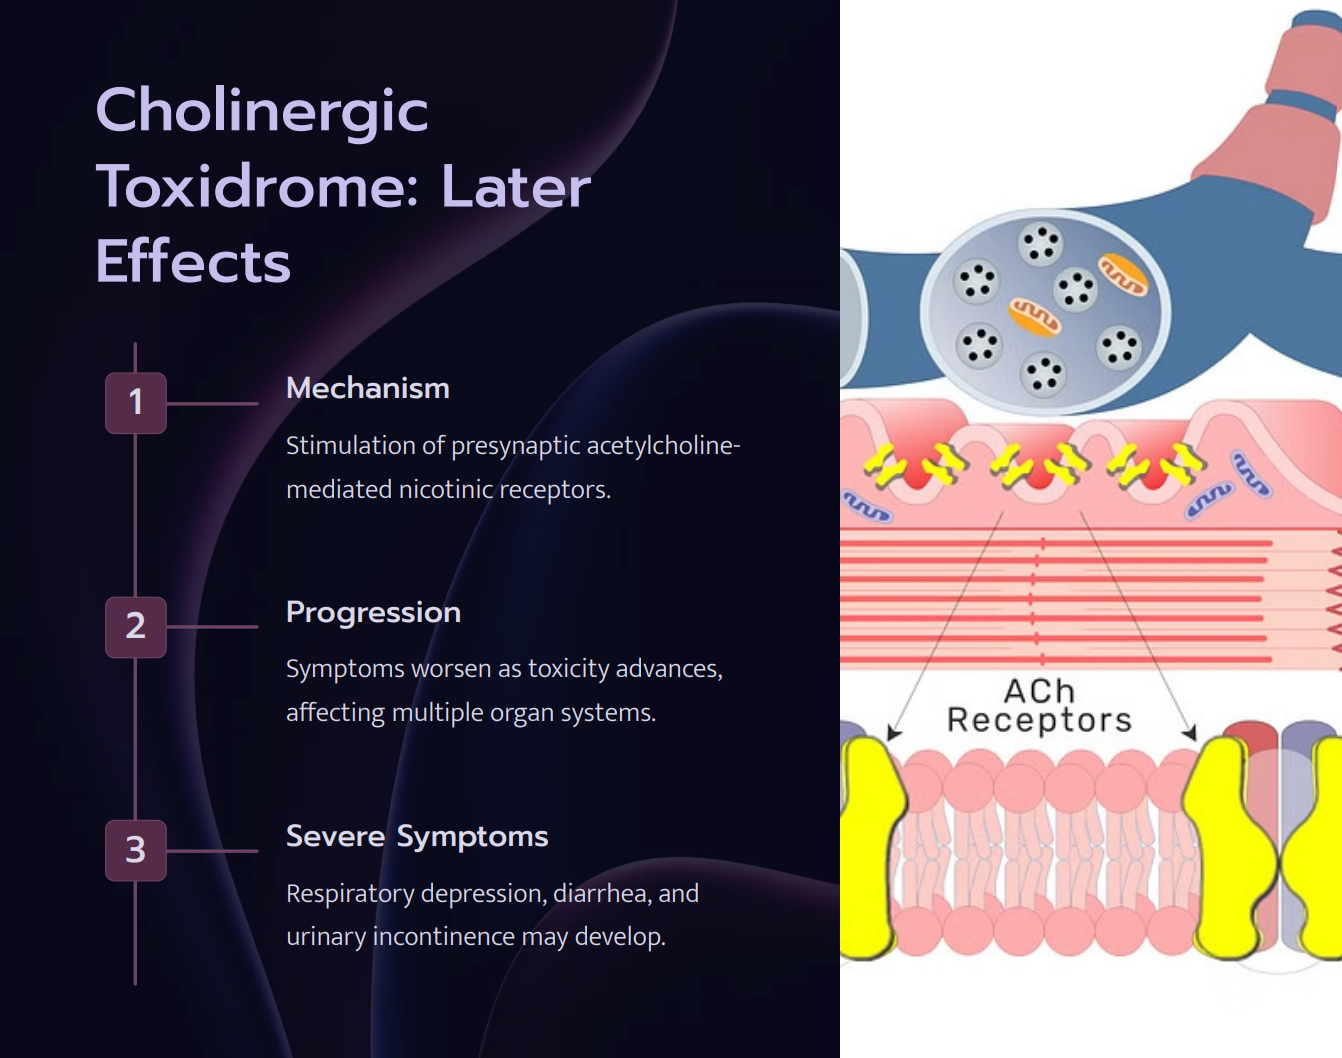 Cholinergic
Toxidrome: Later
Effects
1
Mechanism
Stimulation of presynaptic acetylcholine-
mediated nicotinic receptors.
2
Progression
Symptoms worsen as toxicity advances,
affecting multiple organ systems.
3
Severe Symptoms
Respiratory depression, diarrhea, and
urinary incontinence may develop.
ACh
Receptors